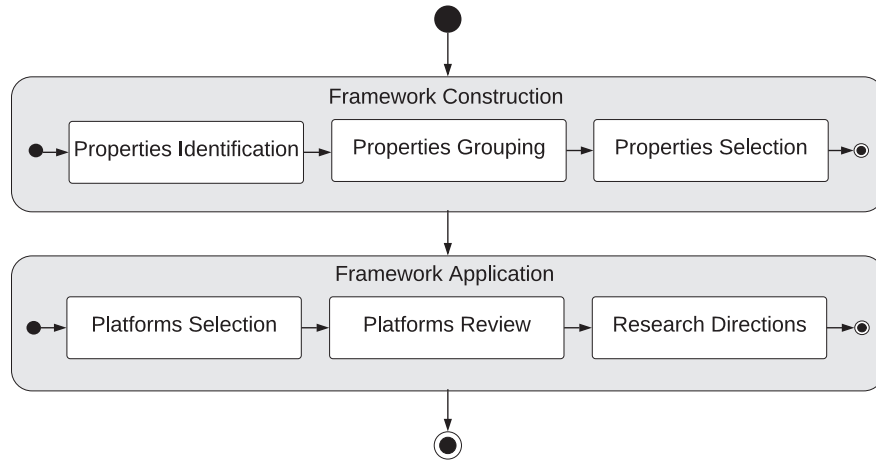 Framework Construction
Properties Identification
Properties Grouping
Properties Selection
Framework Application
Platforms Selection
Platforms Review
Research Directions